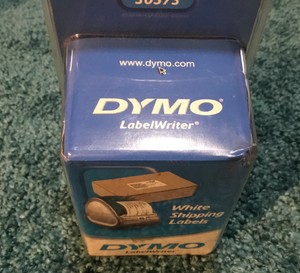 30573
www.dymo.com
DYMO
LabelWriter®
White
Shipping
Labels
DYMO